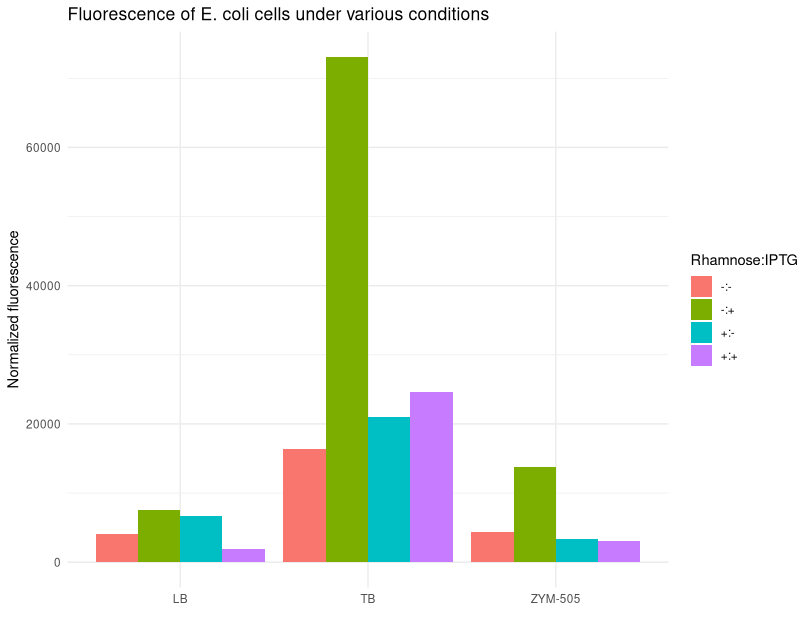 Fluorescence of E. coli cells under various conditions
Normalized fluorescence
60000
40000
20000
0
LB
TB
ZYM-505
Rhamnose:IPTG
-:-
-:+
+:-
+:+